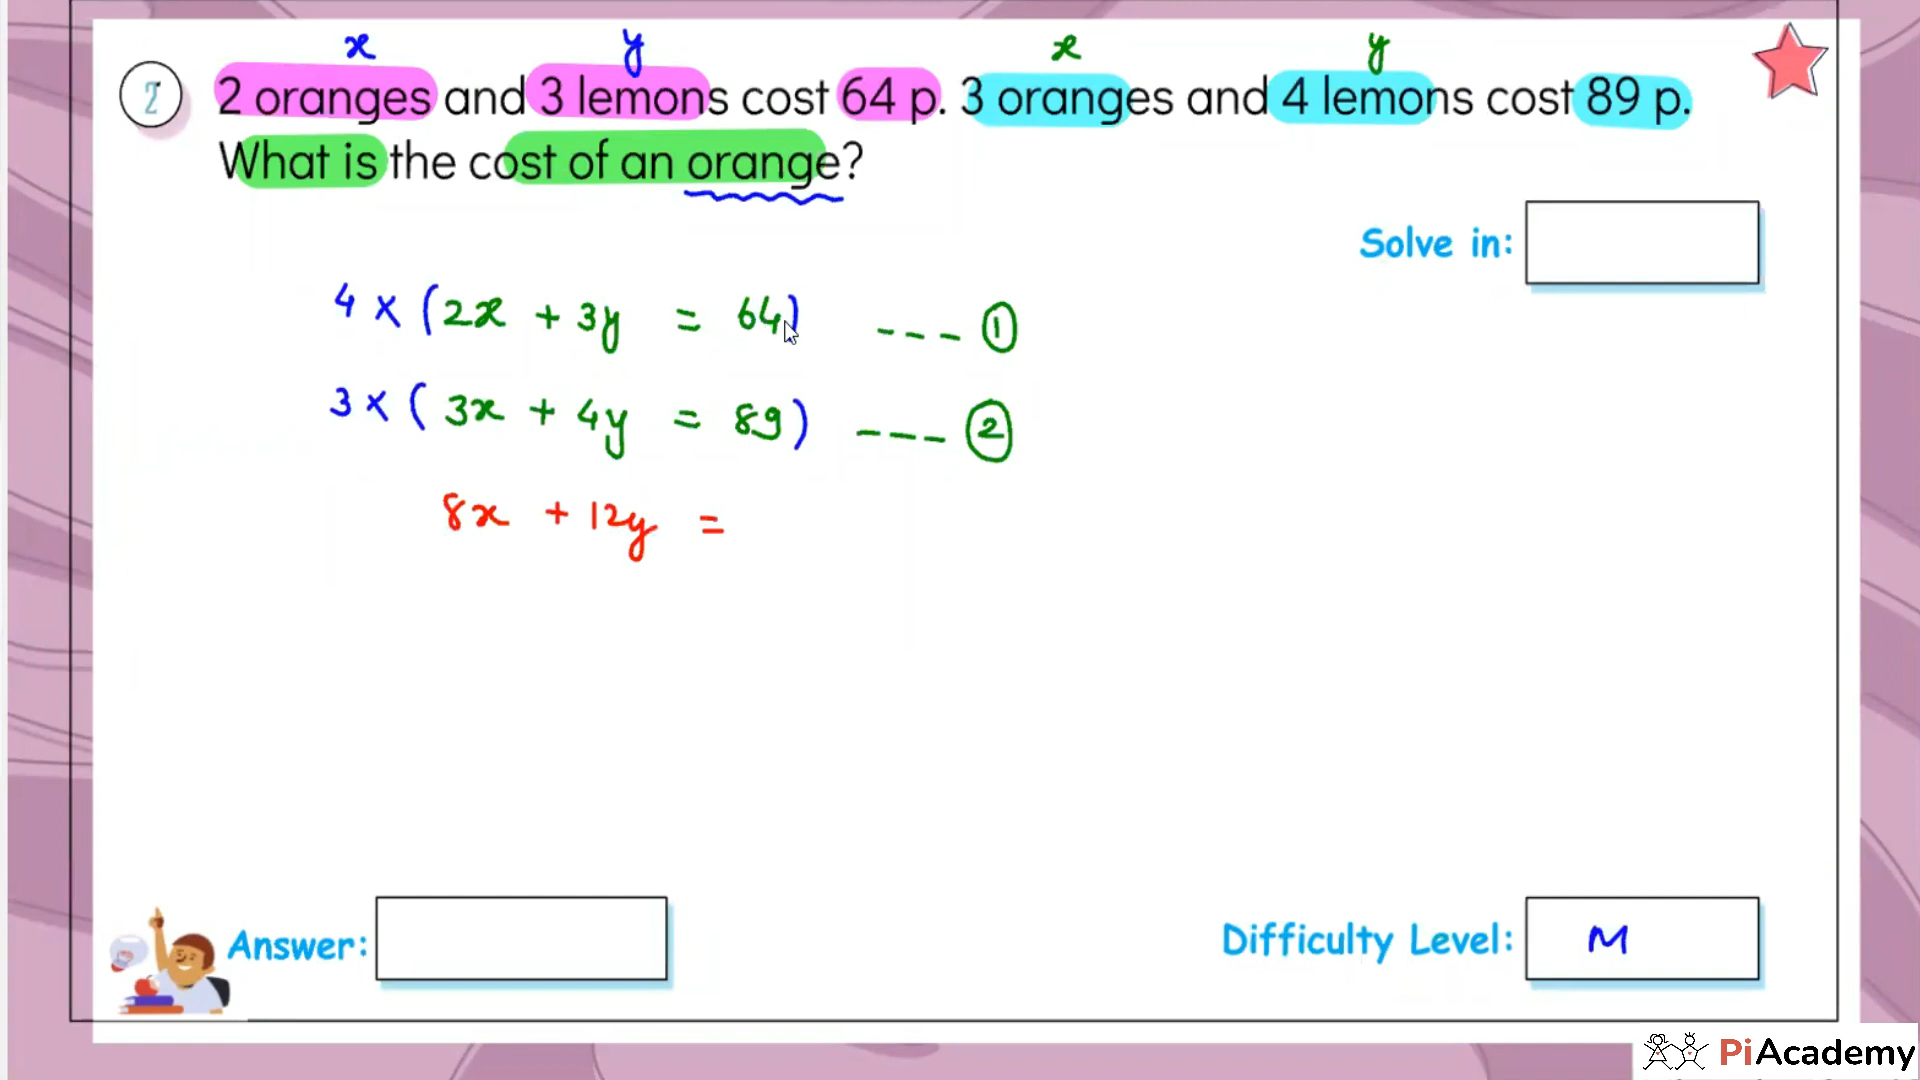 x y x y
2 2 oranges and 3 lemons cost 64 p. 3 oranges and 4 lemons cost 89 p.
What is the cost of an orange?
Solve in:
4 × (2x + 3y = 64) --- 1
3 × (3x + 4y = 89) --- 2
8x + 12y =
Answer:
Difficulty Level: M
PiAcademy